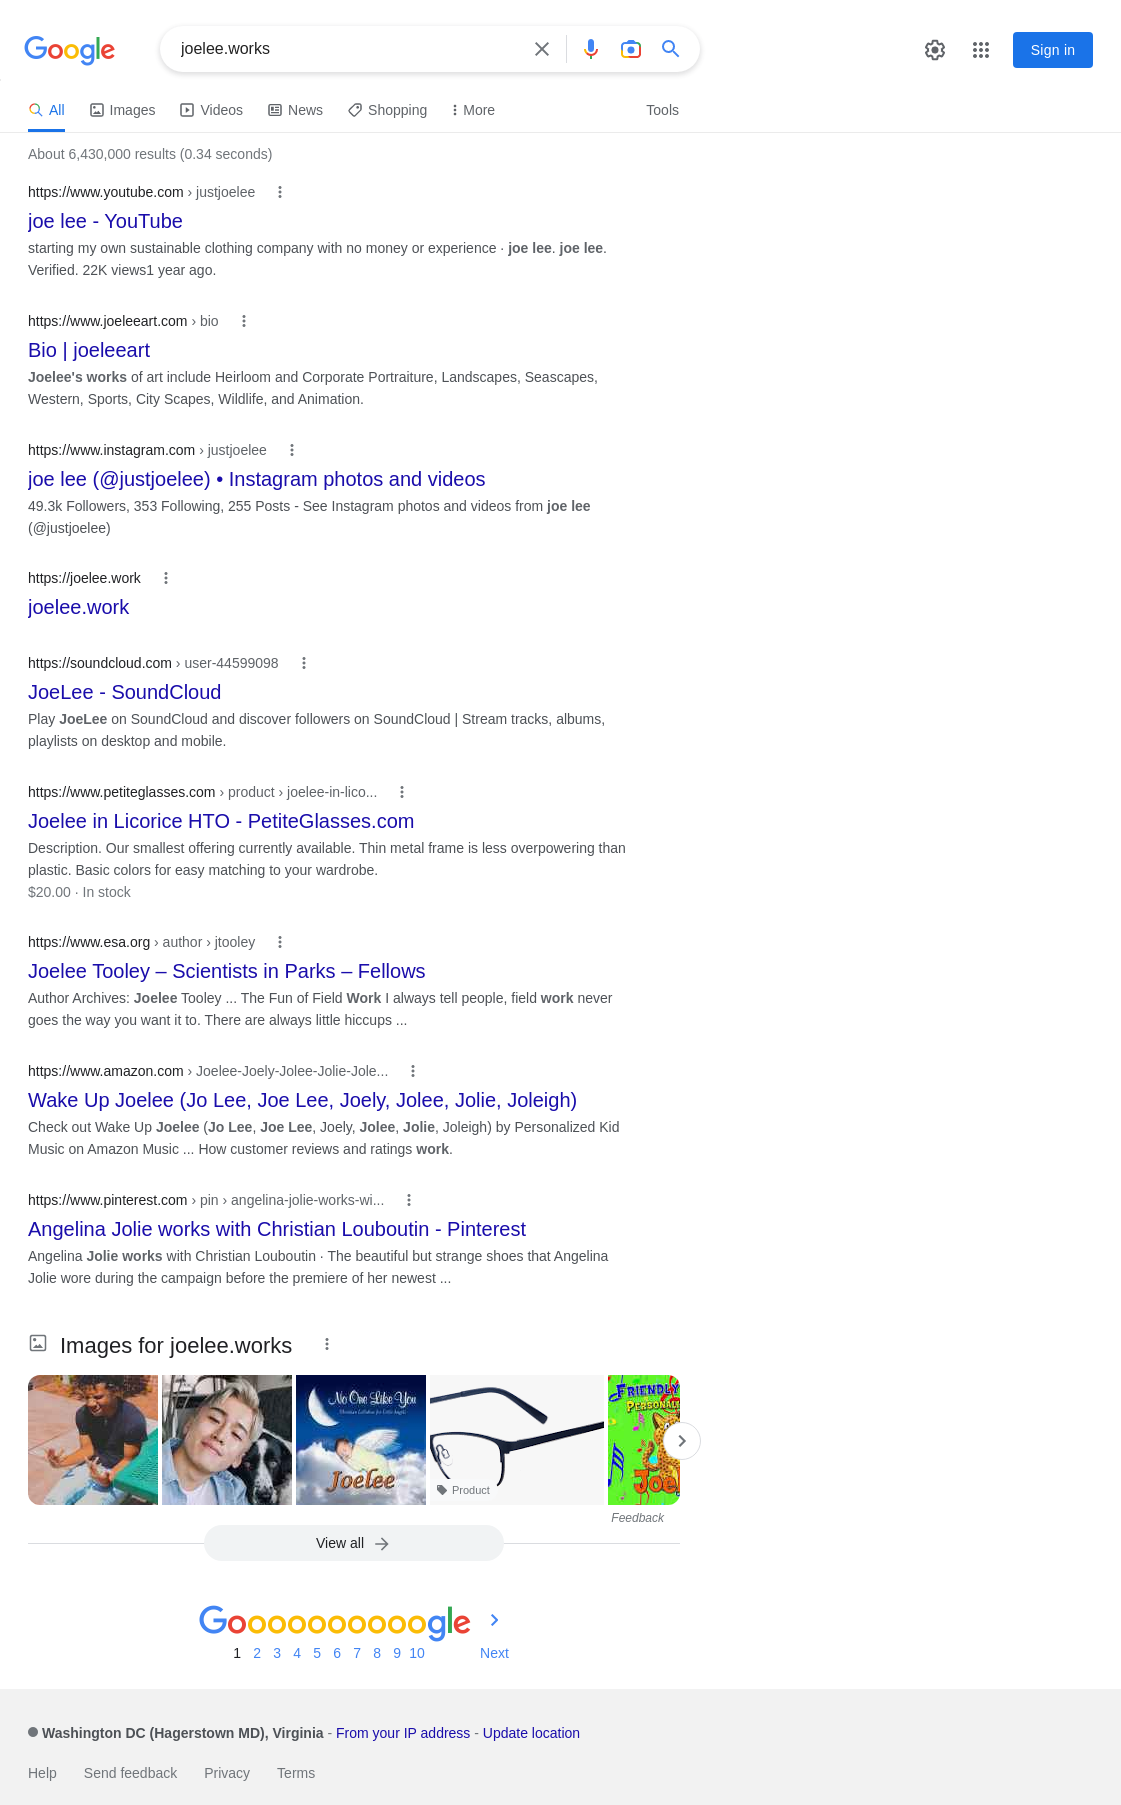 Google
joelee.works
Sign in
All Images Videos News Shopping More Tools
About 6,430,000 results (0.34 seconds)
https://www.youtube.com › justjoelee
joe lee - YouTube
starting my own sustainable clothing company with no money or experience · joe lee. joe lee.
Verified. 22K views1 year ago.
https://www.joeleeart.com › bio
Bio | joeleeart
Joelee's works of art include Heirloom and Corporate Portraiture, Landscapes, Seascapes,
Western, Sports, City Scapes, Wildlife, and Animation.
https://www.instagram.com › justjoelee
joe lee (@justjoelee) • Instagram photos and videos
49.3k Followers, 353 Following, 255 Posts - See Instagram photos and videos from joe lee
(@justjoelee)
https://joelee.work
joelee.work
https://soundcloud.com › user-44599098
JoeLee - SoundCloud
Play JoeLee on SoundCloud and discover followers on SoundCloud | Stream tracks, albums,
playlists on desktop and mobile.
https://www.petiteglasses.com › product › joelee-in-lico...
Joelee in Licorice HTO - PetiteGlasses.com
Description. Our smallest offering currently available. Thin metal frame is less overpowering than
plastic. Basic colors for easy matching to your wardrobe.
$20.00 · In stock
https://www.esa.org › author › jtooley
Joelee Tooley – Scientists in Parks – Fellows
Author Archives: Joelee Tooley ... The Fun of Field Work I always tell people, field work never
goes the way you want it to. There are always little hiccups ...
https://www.amazon.com › Joelee-Joely-Jolee-Jolie-Jole...
Wake Up Joelee (Jo Lee, Joe Lee, Joely, Jolee, Jolie, Joleigh)
Check out Wake Up Joelee (Jo Lee, Joe Lee, Joely, Jolee, Jolie, Joleigh) by Personalized Kid
Music on Amazon Music ... How customer reviews and ratings work.
https://www.pinterest.com › pin › angelina-jolie-works-wi...
Angelina Jolie works with Christian Louboutin - Pinterest
Angelina Jolie works with Christian Louboutin · The beautiful but strange shoes that Angelina
Jolie wore during the campaign before the premiere of her newest ...
Images for joelee.works
No One Like You
Christian Lullabies for Little Angels
Joelee
Product
FRIENDLY
PERSONAL
Joe
Feedback
View all
Goooooooooogle
1 2 3 4 5 6 7 8 9 10 Next
Washington DC (Hagerstown MD), Virginia - From your IP address - Update location
Help Send feedback Privacy Terms